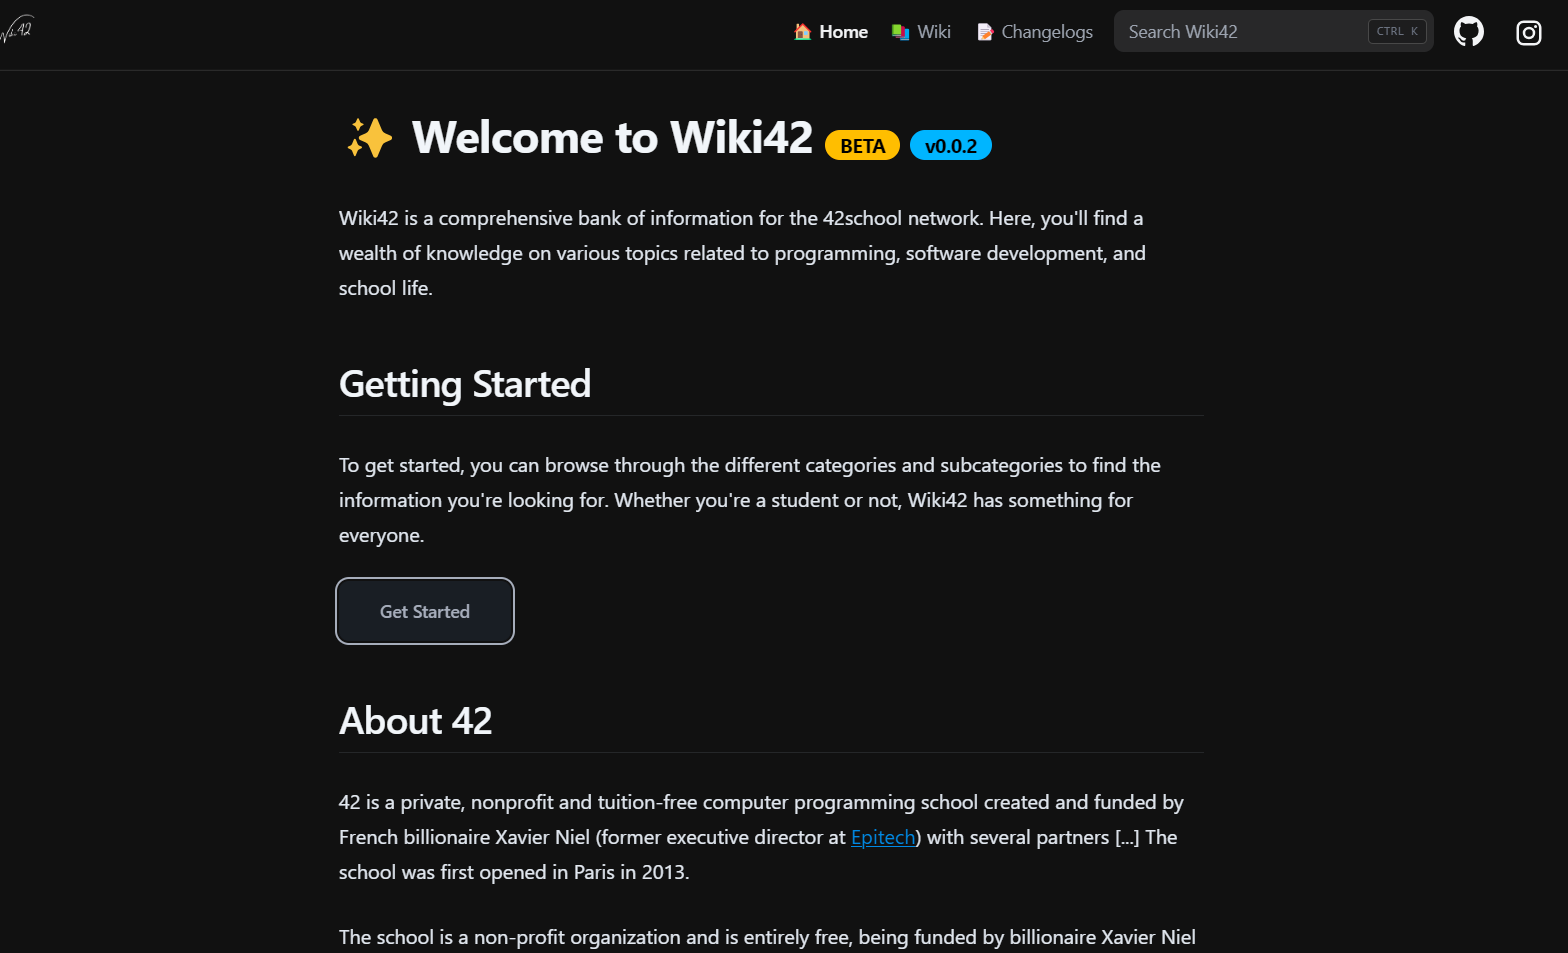 Wiki42
Home
Wiki
Changelogs
Search Wiki42
CTRL K
Welcome to Wiki42 BETA v0.0.2
Wiki42 is a comprehensive bank of information for the 42school network. Here, you'll find a
wealth of knowledge on various topics related to programming, software development, and
school life.
Getting Started
To get started, you can browse through the different categories and subcategories to find the
information you're looking for. Whether you're a student or not, Wiki42 has something for
everyone.
Get Started
About 42
42 is a private, nonprofit and tuition-free computer programming school created and funded by
French billionaire Xavier Niel (former executive director at Epitech) with several partners [...] The
school was first opened in Paris in 2013.
The school is a non-profit organization and is entirely free, being funded by billionaire Xavier Niel